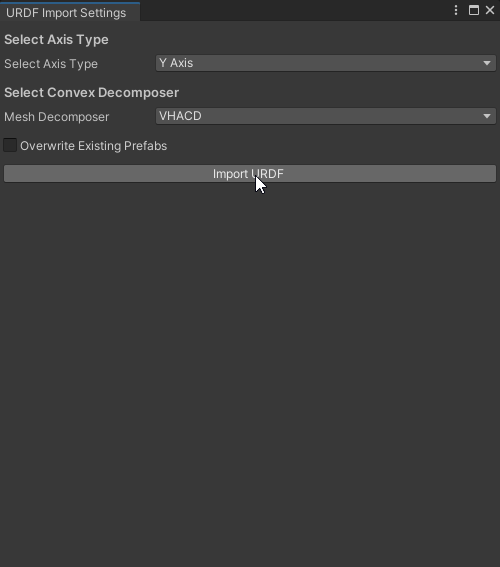 URDF Import Settings
Select Axis Type
Select Axis Type Y Axis
Select Convex Decomposer
Mesh Decomposer VHACD
Overwrite Existing Prefabs
Import URDF